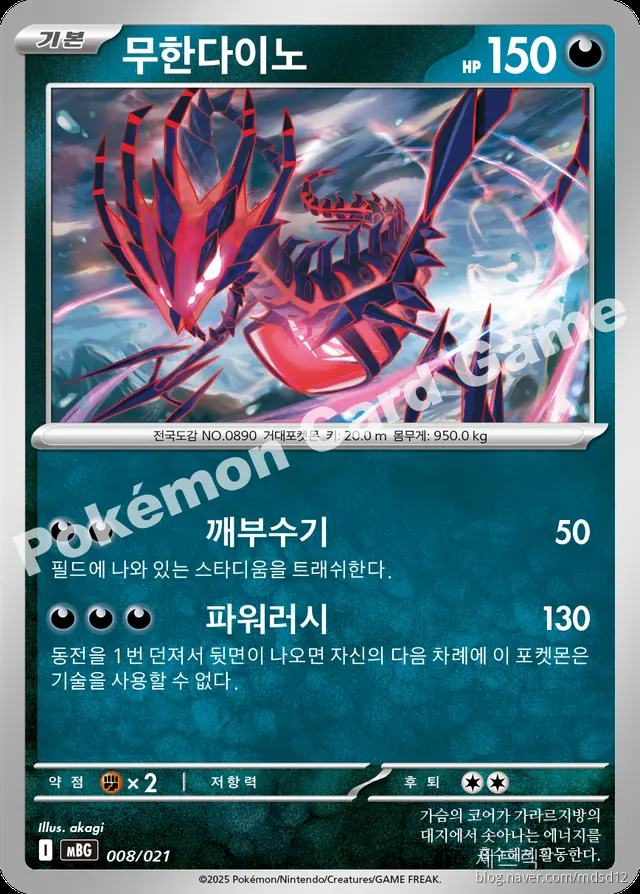 기본
무한다이노
HP 150
Pokémon Card Game
전국도감 NO.0890 거대포켓몬 키: 20.0 m 몸무게: 950.0 kg
깨부수기 50
필드에 나와 있는 스타디움을 트래쉬한다.
파워러시 130
동전을 1번 던져서 뒷면이 나오면 자신의 다음 차례에 이 포켓몬은
기술을 사용할 수 없다.
약점 ×2 저항력 후퇴
가슴의 코어가 가라르지방의
대지에서 솟아나는 에너지를
흡수해서 활동한다.
Illus. akagi
I mBG 008/021
©2025 Pokémon/Nintendo/Creatures/GAME FREAK.
blog.naver.com/mdsd12